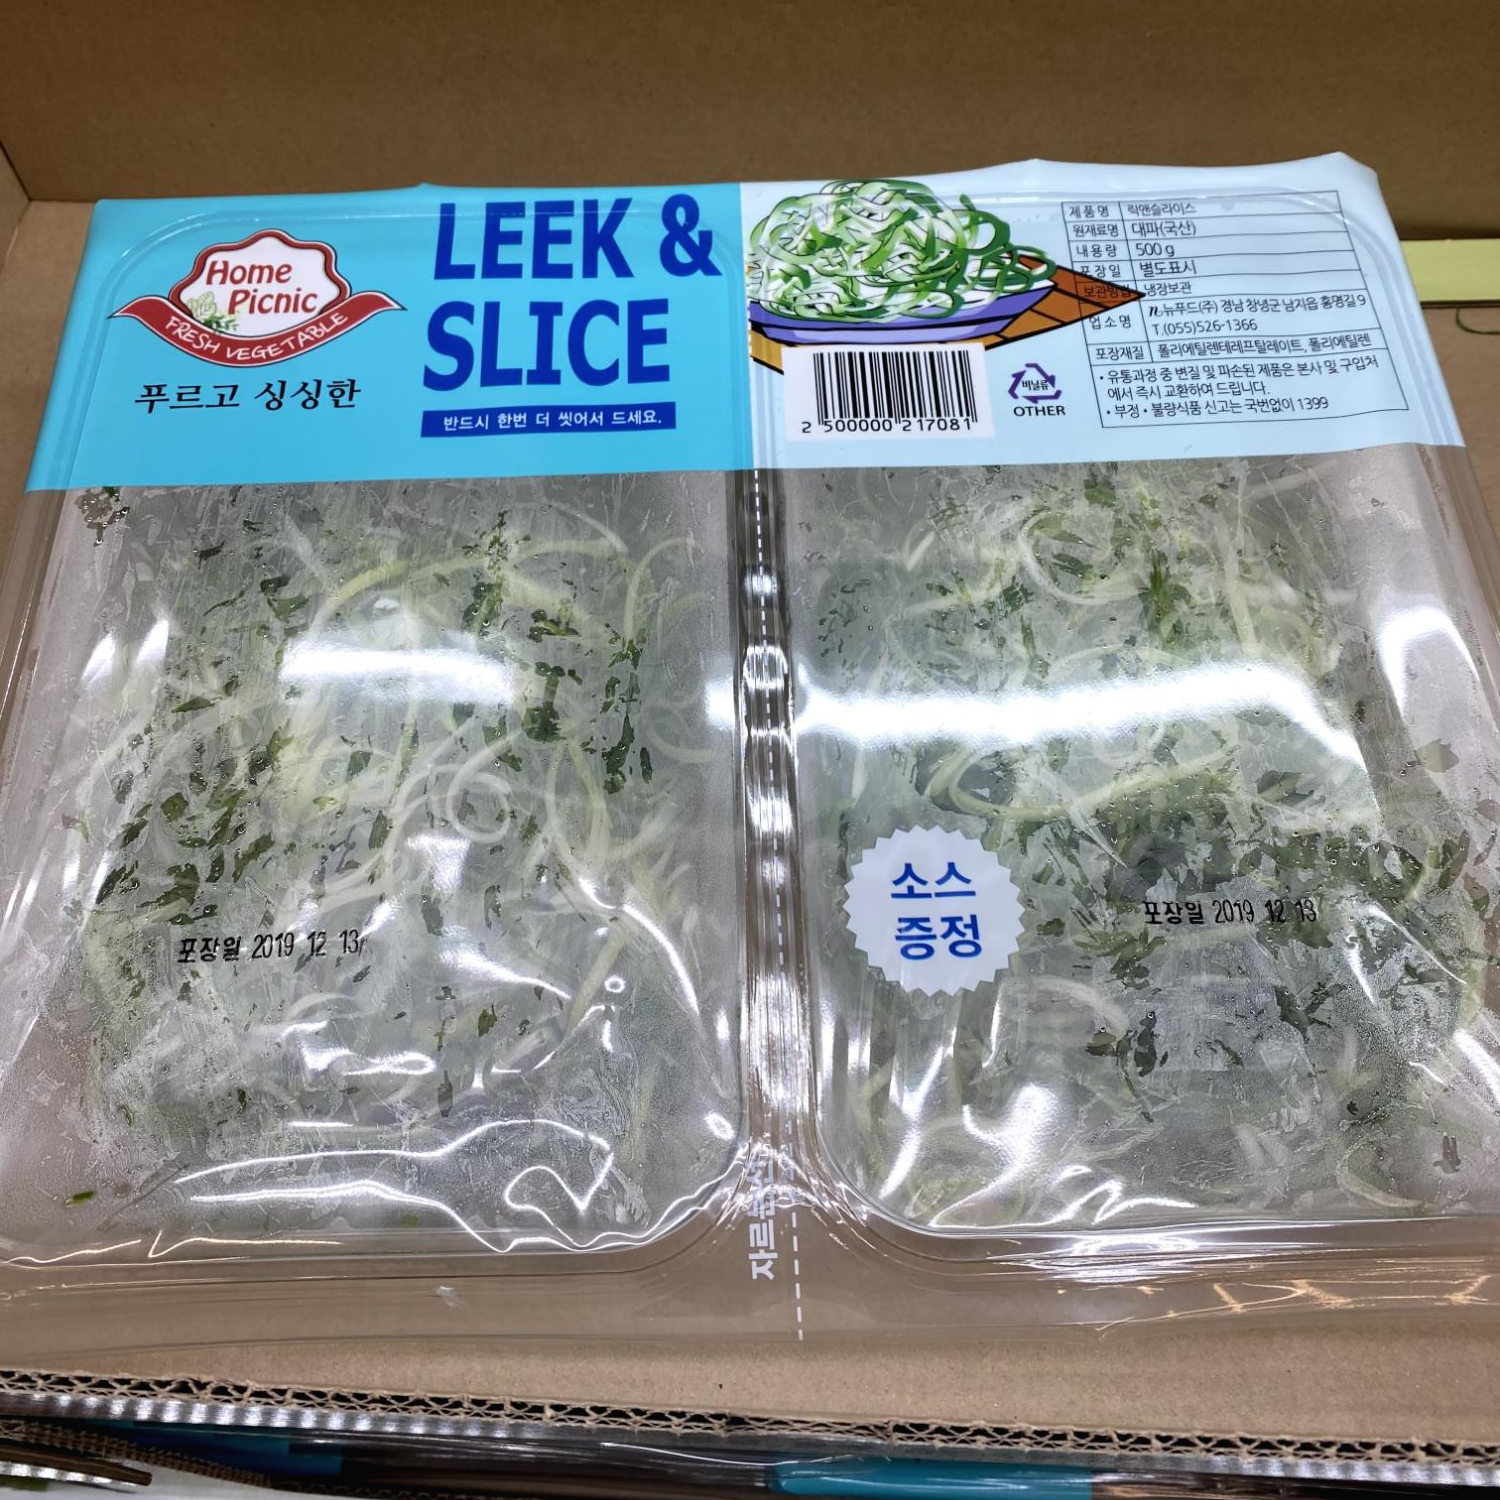 Home
Picnic
FRESH VEGETABLE
푸르고 싱싱한
LEEK &
SLICE
반드시 한번 더 씻어서 드세요.
2 500000 217081
비닐류
OTHER
제품명 릭앤슬라이스
원재료명 대파(국산)
내용량 500 g
포장일 별도표시
보관방법 냉장보관
업소명 n뉴푸드(주) 경남 창녕군 남지읍 홍명길 9
T.(055)526-1366
포장재질 폴리에틸렌테레프탈레이트, 폴리에틸렌
• 유통과정 중 변질 및 파손된 제품은 본사 및 구입처
에서 즉시 교환하여 드립니다.
• 부정 • 불량식품 신고는 국번없이 1399
포장일 2019 12 13
소스
증정
포장일 2019 12 13
자르는선